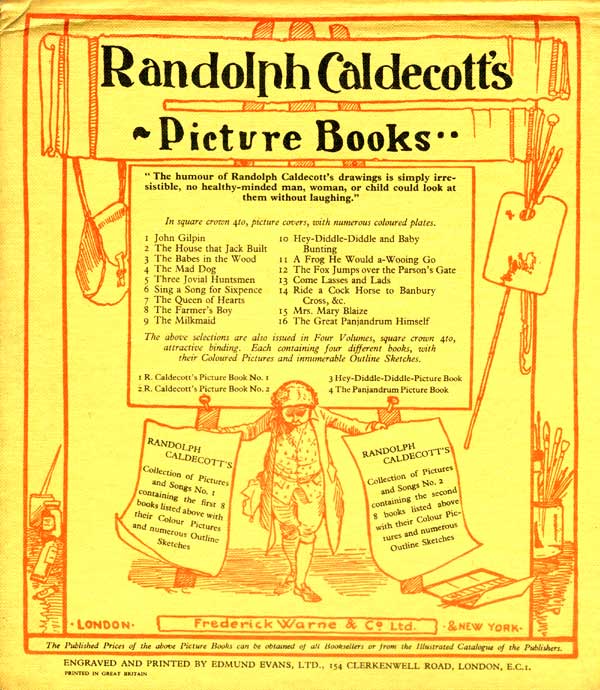 Randolph Caldecott's
~ Picture Books..
"The humour of Randolph Caldecott's drawings is simply irre-
sistible, no healthy-minded man, woman, or child could look at
them without laughing."
In square crown 4to, picture covers, with numerous coloured plates.
1 John Gilpin
2 The House that Jack Built
3 The Babes in the Wood
4 The Mad Dog
5 Three Jovial Huntsmen
6 Sing a Song for Sixpence
7 The Queen of Hearts
8 The Farmer's Boy
9 The Milkmaid
10 Hey-Diddle-Diddle and Baby
Bunting
11 A Frog He Would a-Wooing Go
12 The Fox Jumps over the Parson's Gate
13 Come Lasses and Lads
14 Ride a Cock Horse to Banbury
Cross, &c.
15 Mrs. Mary Blaize
16 The Great Panjandrum Himself
The above selections are also issued in Four Volumes, square crown 4to,
attractive binding. Each containing four different books, with
their Coloured Pictures and innumerable Outline Sketches.
1 R. Caldecott's Picture Book No. 1
2 R. Caldecott's Picture Book No. 2
3 Hey-Diddle-Diddle-Picture Book
4 The Panjandrum Picture Book
RANDOLPH
CALDECOTT'S
Collection of Pictures
and Songs No. 1
containing the first 8
books listed above with
their Colour Pictures
and numerous Outline
Sketches
RANDOLPH
CALDECOTT'S
Collection of Pictures
and Songs No. 2
containing the second
8 books listed above
with their Colour Pic-
tures and numerous
Outline Sketches
·LONDON·
Frederick Warne & Co Ltd.
·& NEW YORK·
The Published Prices of the above Picture Books can be obtained of all Booksellers or from the Illustrated Catalogue of the Publishers.
ENGRAVED AND PRINTED BY EDMUND EVANS, LTD., 154 CLERKENWELL ROAD, LONDON, E.C.1.
PRINTED IN GREAT BRITAIN